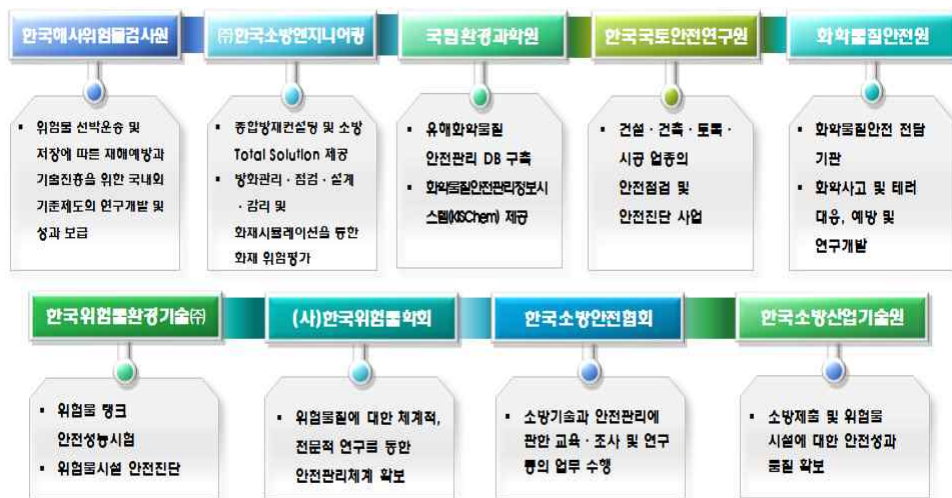 한국해사위험물검사원
㈜한국소방엔지니어링
국립환경과학원
한국국토안전연구원
화학물질안전원
▪ 위험물 선박운송 및
저장에 따른 재해예방과
기술진흥을 위한 국내외
기준제도의 연구개발 및
성과 보급
▪ 종합방재컨설팅 및 소방
Total Solution 제공
▪ 방화관리·점검·설계
·감리 및
화재시뮬레이션을 통한
화재 위험평가
▪ 유해화학물질
안전관리 DB 구축
▪ 화학물질안전관리정보시
스템(KISChem) 제공
▪ 건설·건축·토목·
시공 업종의
안전점검 및
안전진단 사업
▪ 화학물질안전 전담
기관
▪ 화학사고 및 테러
대응, 예방 및
연구개발
한국위험물환경기술㈜
(사)한국위험물학회
한국소방안전협회
한국소방산업기술원
▪ 위험물 탱크
안전성능시험
▪ 위험물시설 안전진단
▪ 위험물질에 대한 체계적,
전문적 연구를 통한
안전관리체계 확보
▪ 소방기술과 안전관리에
관한 교육·조사 및 연구
등의 업무 수행
▪ 소방제품 및 위험물
시설에 대한 안전성과
품질 확보